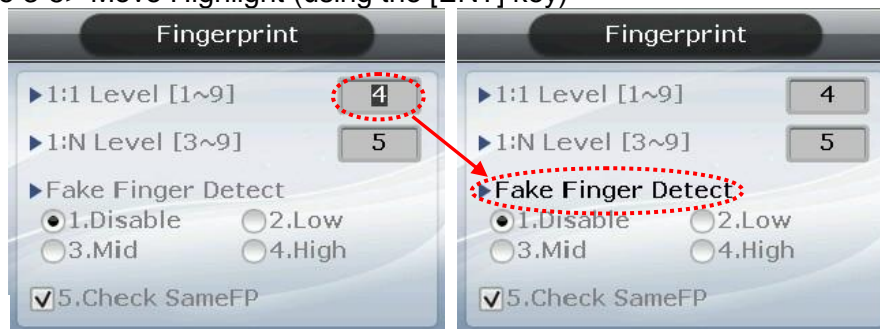 Move Highlight (using the [ENT] key)
Fingerprint
▶1:1 Level [1~9] 4
▶1:N Level [3~9] 5
▶Fake Finger Detect
1.Disable 2.Low
3.Mid 4.High
5.Check SameFP
Fingerprint
▶1:1 Level [1~9] 4
▶1:N Level [3~9] 5
▶Fake Finger Detect
1.Disable 2.Low
3.Mid 4.High
5.Check SameFP